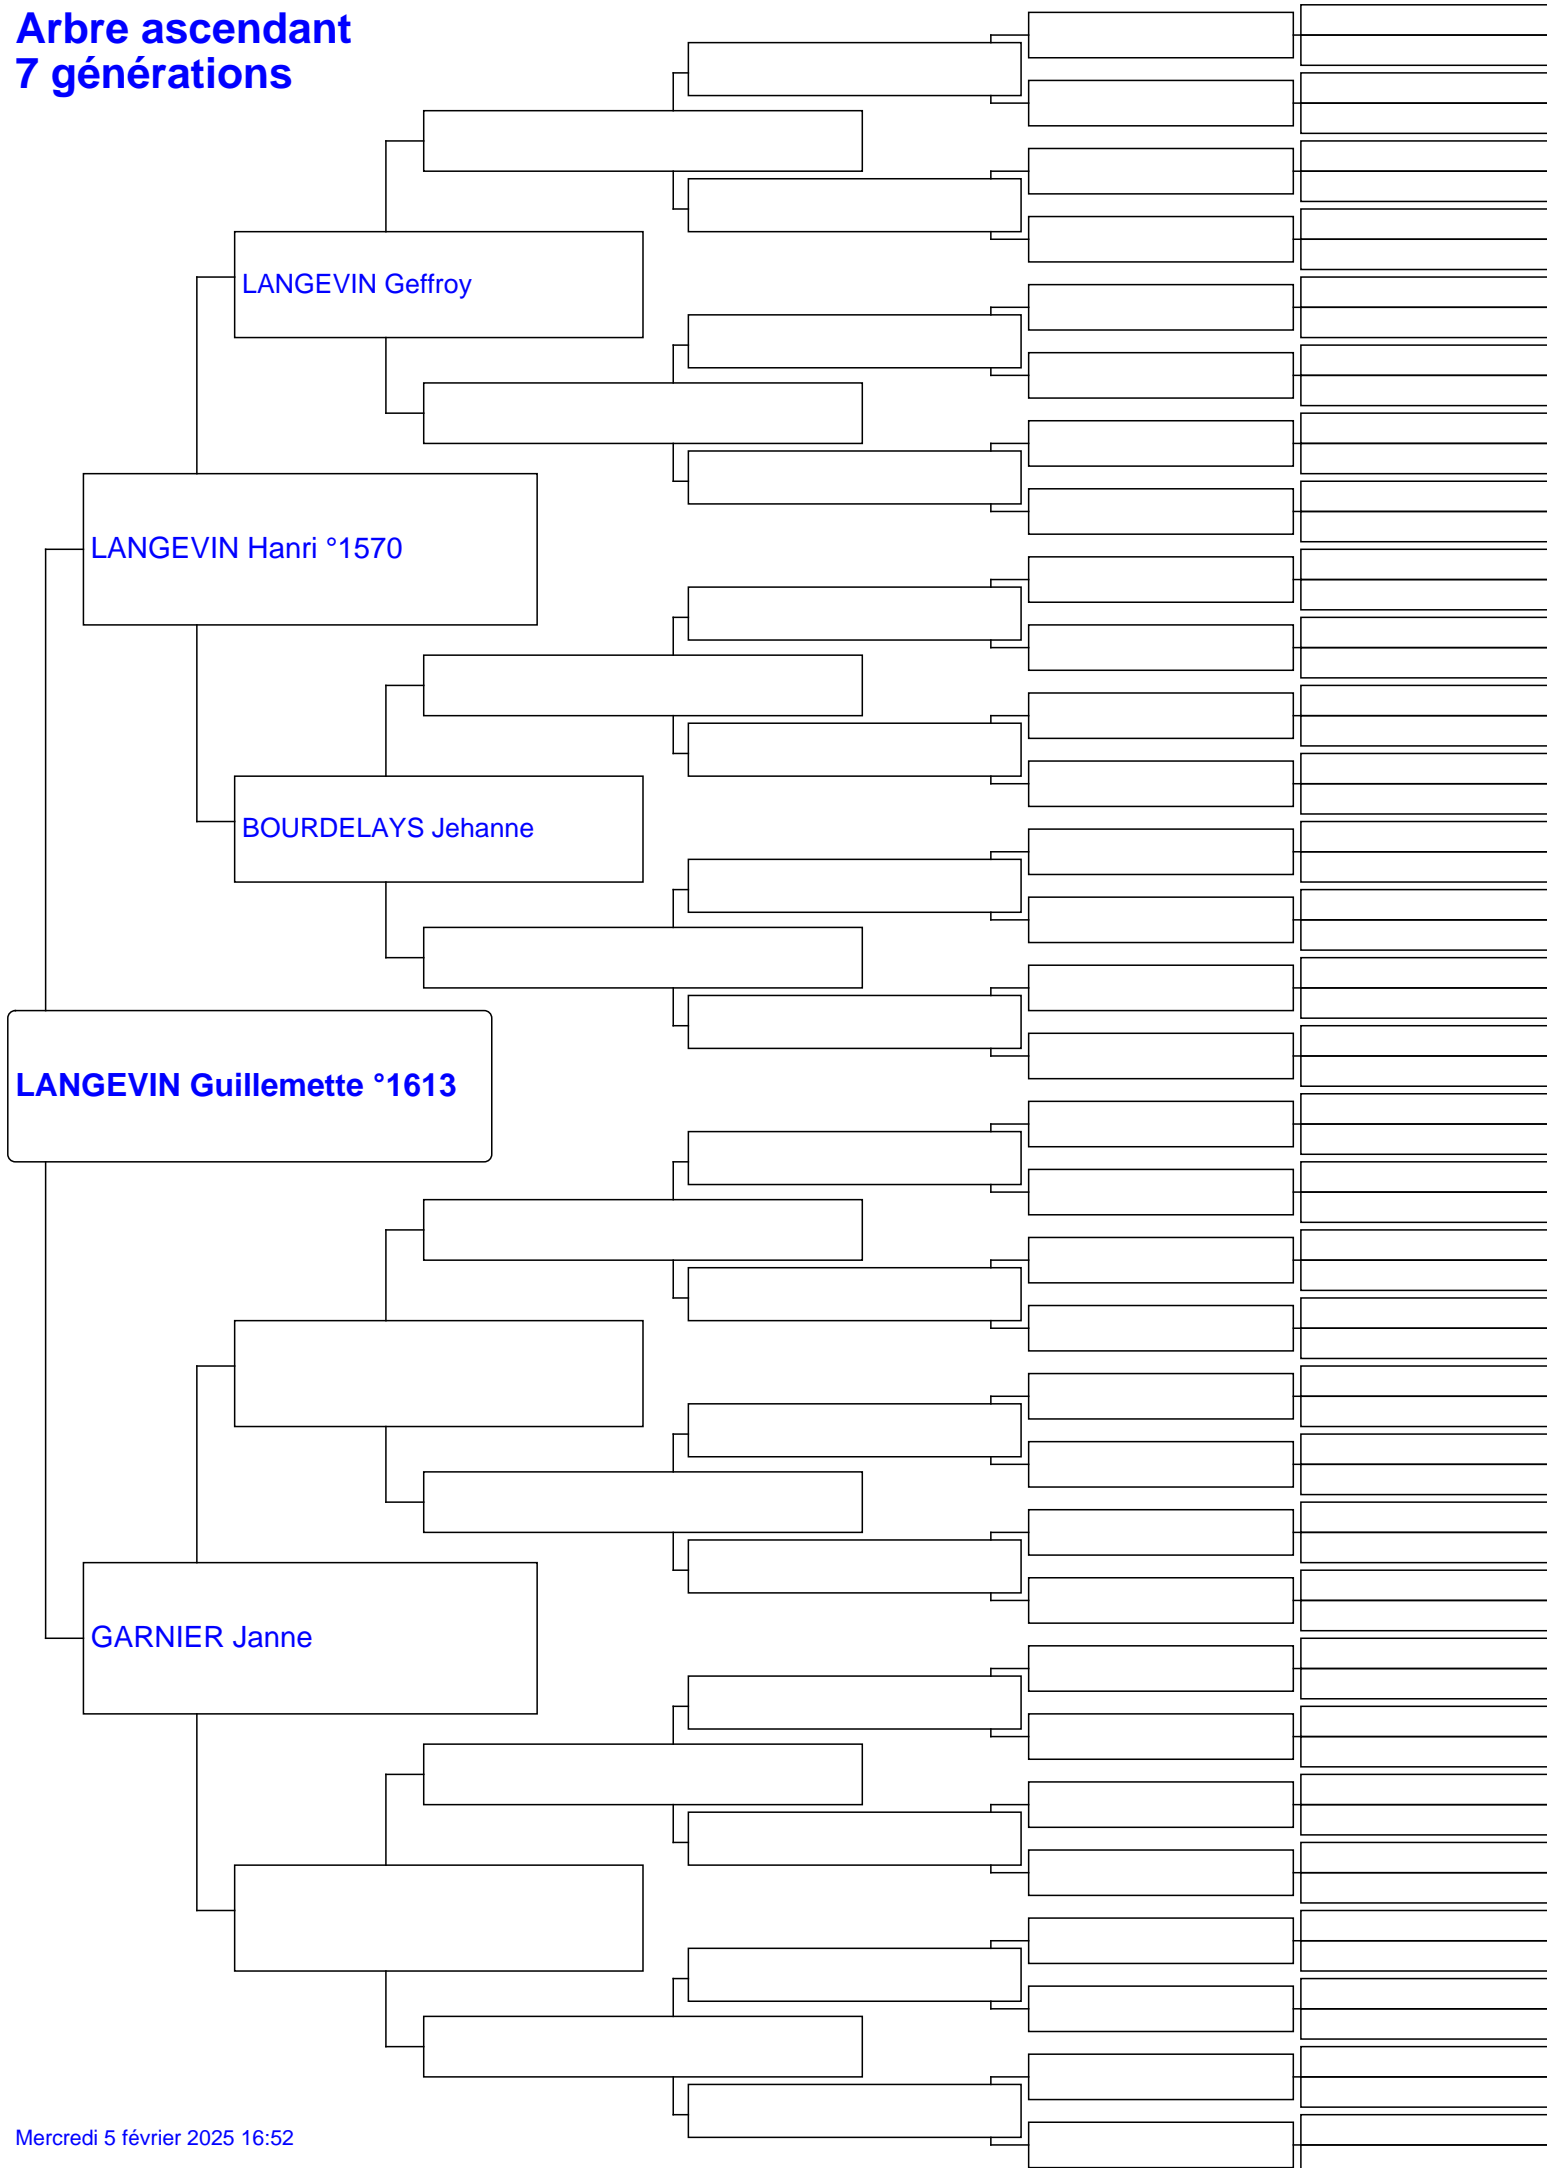 Arbre ascendant
7 générations
LANGEVIN Geffroy
LANGEVIN Hanri °1570
BOURDELAYS Jehanne
LANGEVIN Guillemette °1613
GARNIER Janne
Mercredi 5 février 2025 16:52